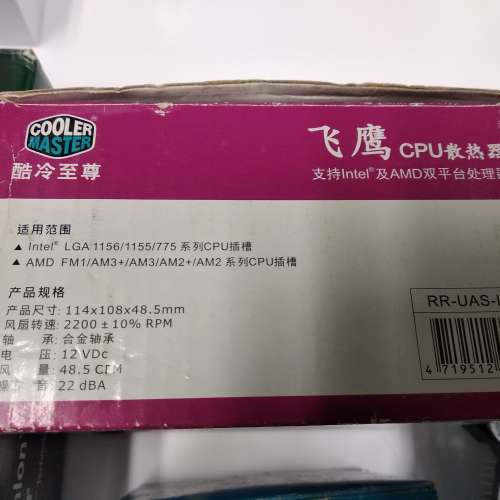 COOLER
MASTER
酷冷至尊
飞鹰 CPU散热器
支持Intel®及AMD双平台处理器
适用范围
▲ Intel® LGA 1156/1155/775 系列CPU插槽
▲ AMD FM1/AM3+/AM3/AM2+/AM2 系列CPU插槽
产品规格
产品尺寸: 114x108x48.5mm
风扇转速: 2200 ± 10% RPM
轴 承: 合金轴承
电 压: 12 VDc
风 量: 48.5 CFM
噪 音: 22 dBA
RR-UAS-
4 719512